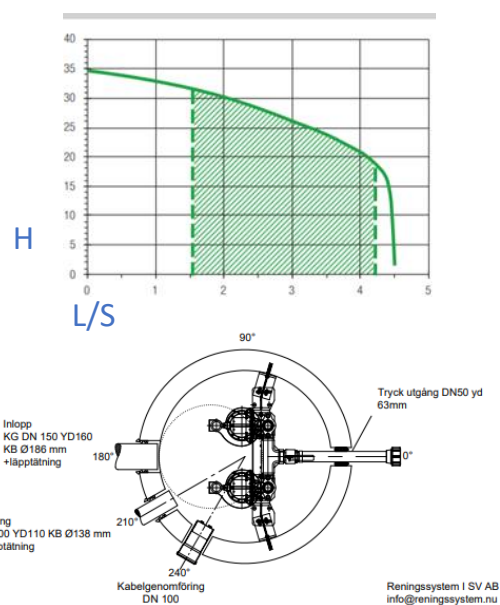 40
35
30
25
20
15
10
5
0
H
0 1 2 3 4 5
L/S
90°
Tryck utgång DN50 yd
63mm
Inlopp
KG DN 150 YD160
KB Ø186 mm
+läpptätning
180°
0°
ng
00 YD110 KB Ø138 mm
ptätning
210°
240°
Kabelgenomföring
DN 100
Reningssystem I SV AB
info@reningssystem.nu